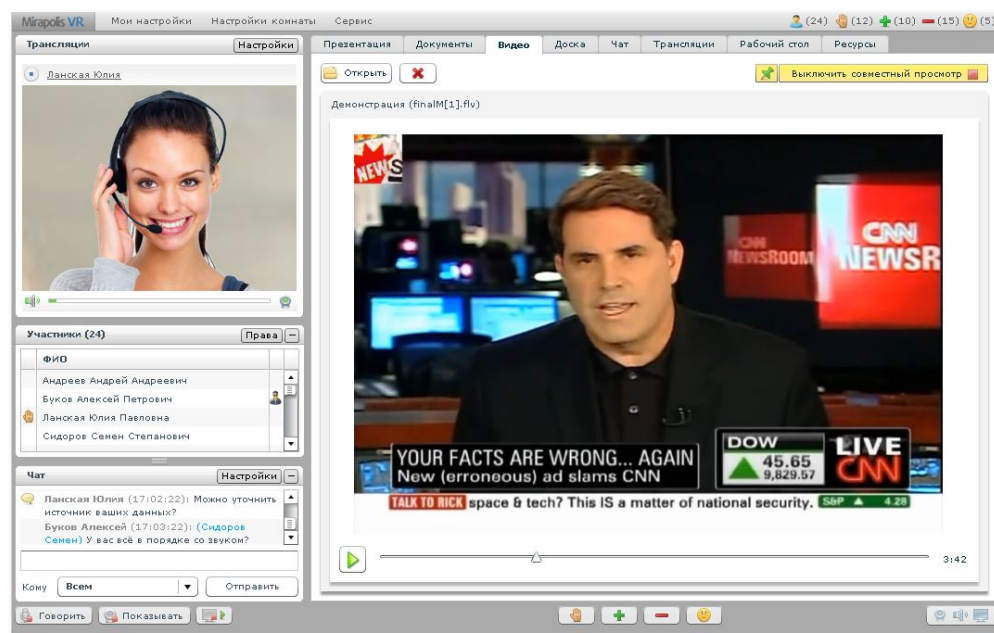 Mirapolis VR Мои настройки Настройки комнаты Сервис (24) (12) (10) (15) (5)
Трансляции Настройки
Ланская Юлия
Участники (24) Права
ФИО
Андреев Андрей Андреевич
Буков Алексей Петрович
Ланская Юлия Павловна
Сидоров Семен Степанович
Чат Настройки
Ланская Юлия (17:02:22): Можно уточнить
источник ваших данных?
Буков Алексей (17:03:22): (Сидоров
Семен) У вас всё в порядке со звуком?
Кому Всем Отправить
Говорить Показывать
Презентация Документы Видео Доска Чат Трансляции Рабочий стол Ресурсы
Открыть Выключить совместный просмотр
Демонстрация (finalM[1].flv)
NEWS
CNN
NEWSROOM
CNN
NEWSR
YOUR FACTS ARE WRONG... AGAIN
New (erroneous) ad slams CNN
DOW
45.65
9,829.57
LIVE
CNN
TALK TO RICK space & tech? This IS a matter of national security. S&P 4.28
3:42